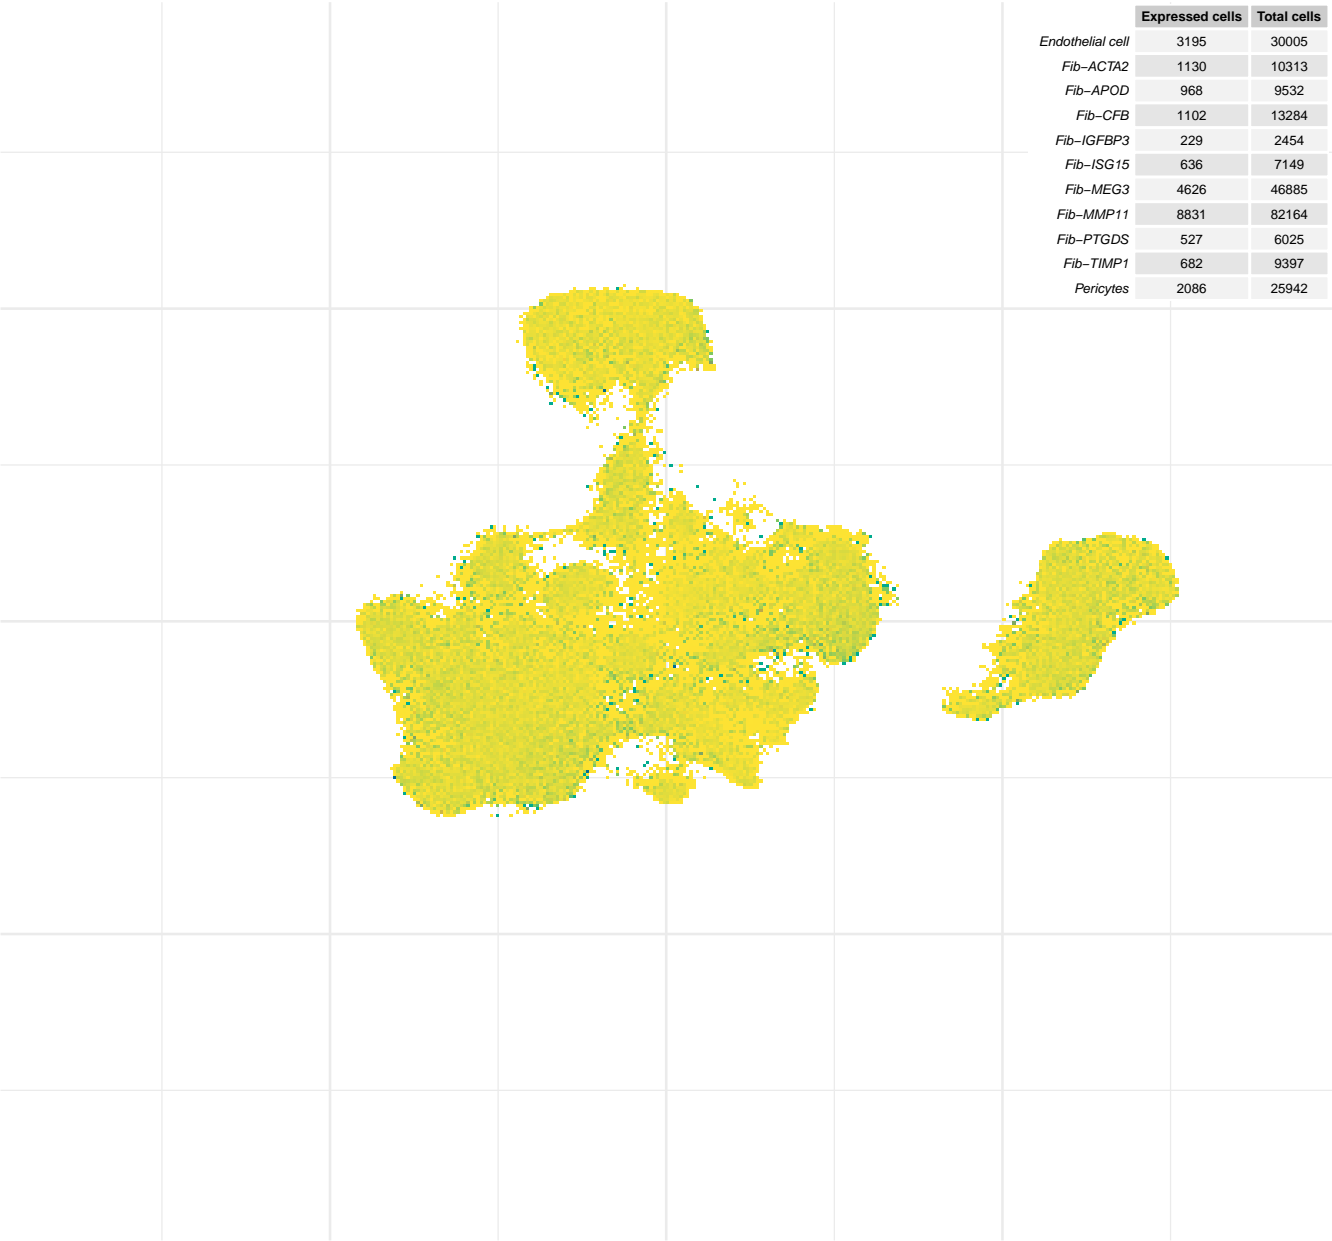 Expressed cells Total cells
Endothelial cell 3195 30005
Fib−ACTA2 1130 10313
Fib−APOD 968 9532
Fib−CFB 1102 13284
Fib−IGFBP3 229 2454
Fib−ISG15 636 7149
Fib−MEG3 4626 46885
Fib−MMP11 8831 82164
Fib−PTGDS 527 6025
Fib−TIMP1 682 9397
Pericytes 2086 25942